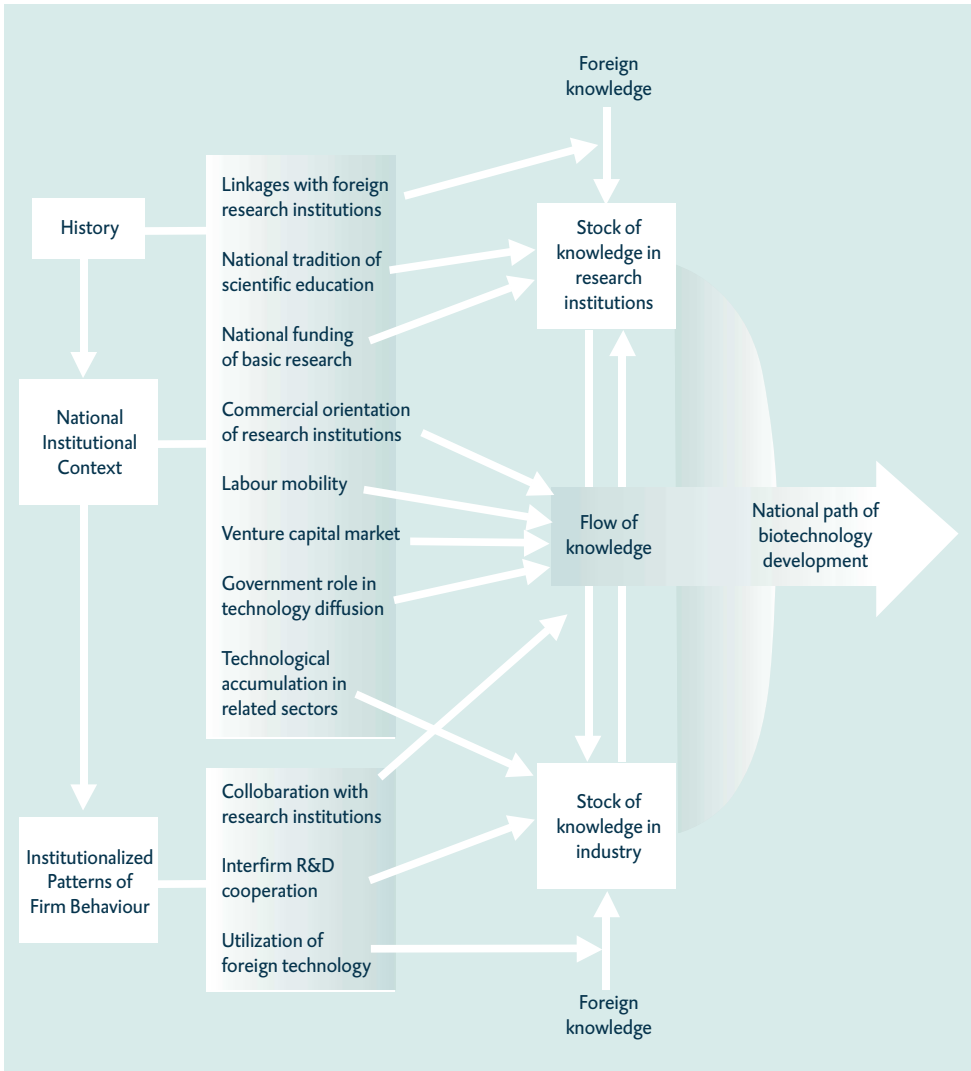 Foreign
knowledge
History
National
Institutional
Context
Institutionalized
Patterns of
Firm Behaviour
Linkages with foreign
research institutions
National tradition of
scientific education
National funding
of basic research
Commercial orientation
of research institutions
Labour mobility
Venture capital market
Government role in
technology diffusion
Technological
accumulation in
related sectors
Collobaration with
research institutions
Interfirm R&D
cooperation
Utilization of
foreign technology
Stock of
knowledge in
research
institutions
Flow of
knowledge
National path of
biotechnology
development
Stock of
knowledge in
industry
Foreign
knowledge